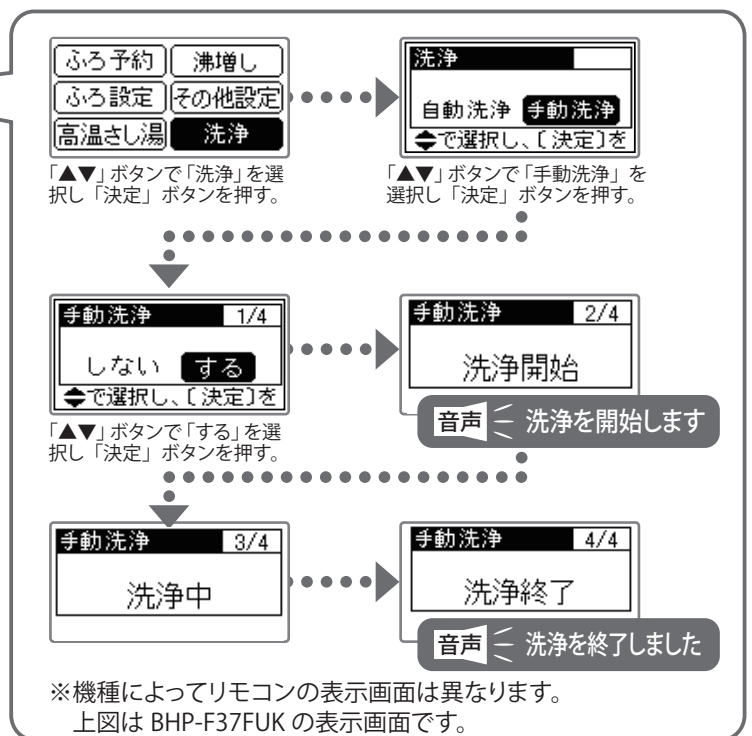 ふろ予約 沸増し
ふろ設定 その他設定
高温さし湯 洗浄
「▲▼」ボタンで「洗浄」を選
択し「決定」ボタンを押す。
洗浄
自動洗浄 手動洗浄
◆で選択し、〔決定〕を
「▲▼」ボタンで「手動洗浄」を
選択し「決定」ボタンを押す。
手動洗浄 1/4
しない する
◆で選択し、〔決定〕を
「▲▼」ボタンで「する」を選
択し「決定」ボタンを押す。
手動洗浄 2/4
洗浄開始
音声 洗浄を開始します
手動洗浄 3/4
洗浄中
手動洗浄 4/4
洗浄終了
音声 洗浄を終了しました
※機種によってリモコンの表示画面は異なります。
上図は BHP-F37FUK の表示画面です。